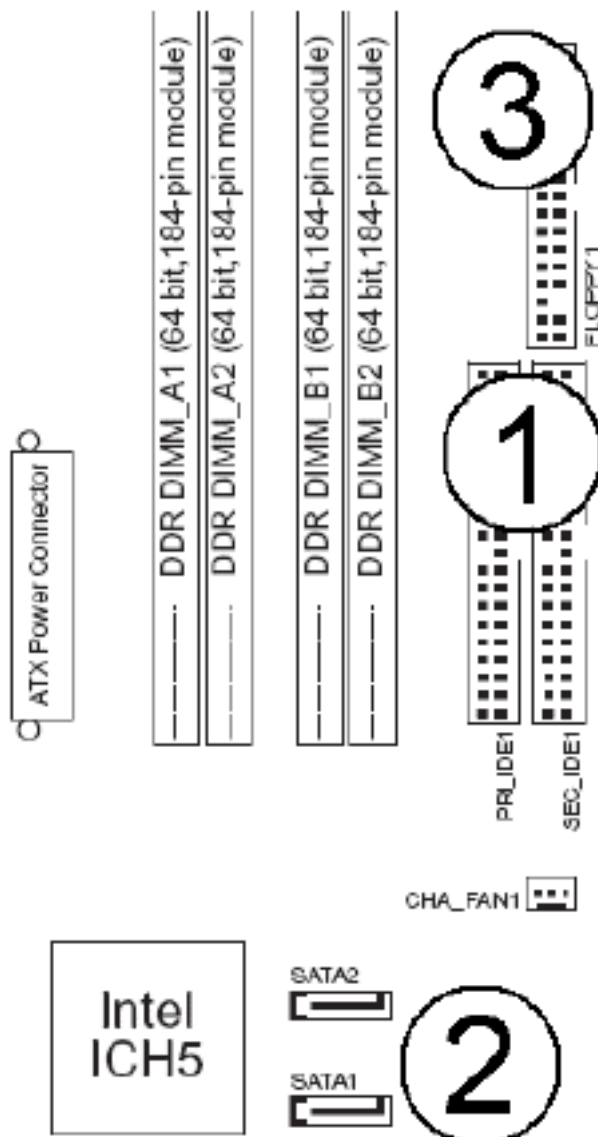 DDR DIMM_A1 (64 bit,184-pin module)
DDR DIMM_A2 (64 bit,184-pin module)
DDR DIMM_B1 (64 bit,184-pin module)
DDR DIMM_B2 (64 bit,184-pin module)
3
FLOPPY1
ATX Power Connector
1
PRI_IDE1
SEC_IDE1
CHA_FAN1
Intel
ICH5
SATA2
SATA1
2